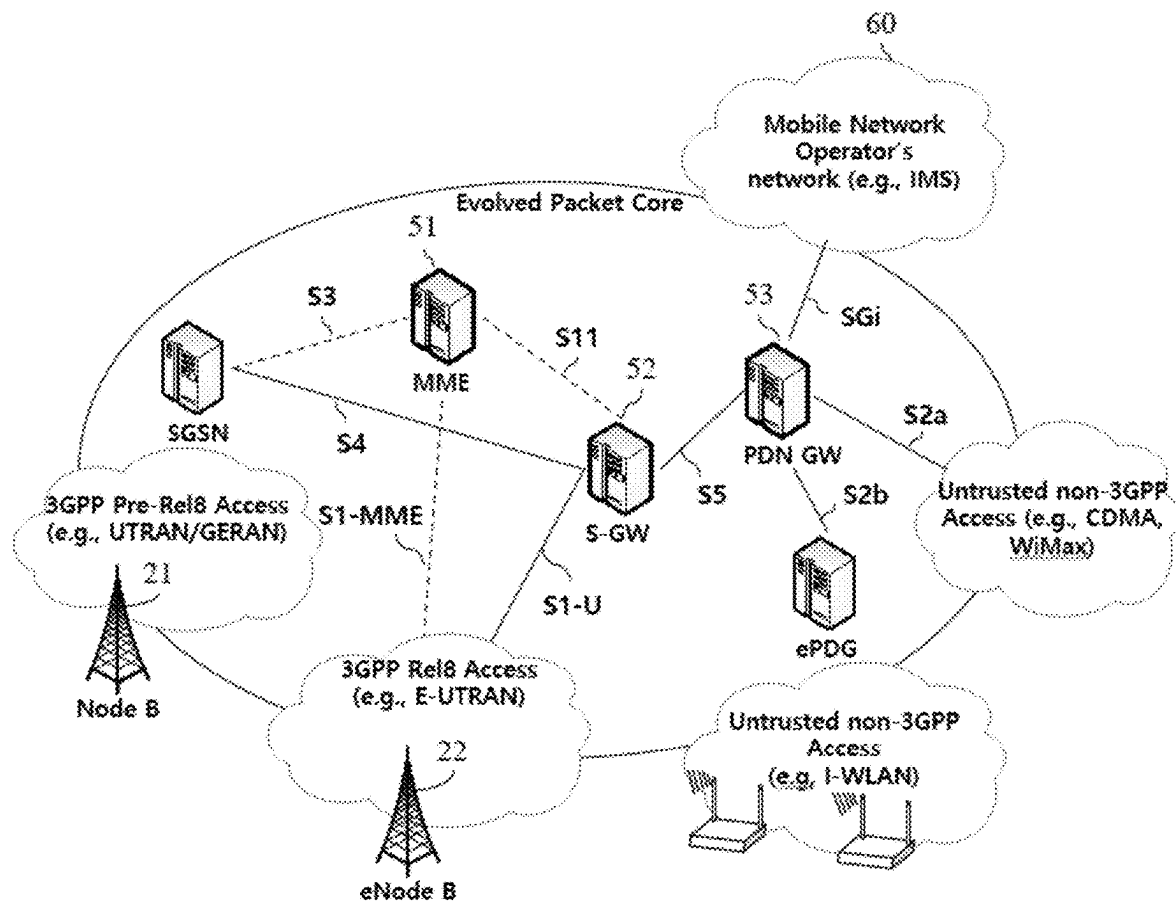 60
Mobile Network
Operator's
network (e.g., IMS)
Evolved Packet Core
51
S3
MME
S11
SGSN
S4
52
S-GW
53
SGi
PDN GW
S5
S2a
S2b
ePDG
3GPP Pre-Rel8 Access
(e.g., UTRAN/GERAN)
21
Node B
S1-MME
S1-U
3GPP Rel8 Access
(e.g., E-UTRAN)
22
eNode B
Untrusted non-3GPP
Access (e.g., CDMA,
WiMax)
Untrusted non-3GPP
Access
(e.g, I-WLAN)